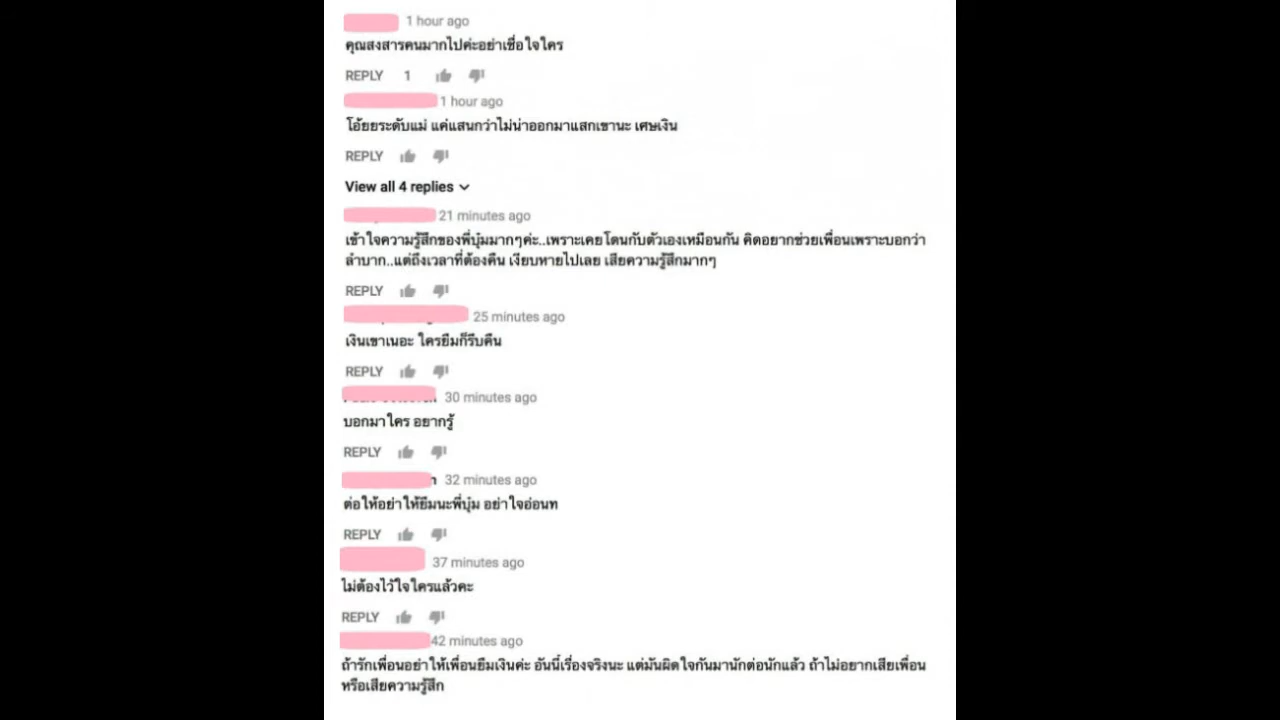 1 hour ago
คุณสงสารคนมากไปค่ะอย่าเชื่อใจใคร
REPLY 1
1 hour ago
โอ้ยยระดับแม่ แค่แสนกว่าไม่น่าออกมาแสกเขานะ เศษเงิน
REPLY
View all 4 replies
21 minutes ago
เข้าใจความรู้สึกของพี่บุ๋มมากๆค่ะ..เพราะเคยโดนกับตัวเองเหมือนกัน คิดอยากช่วยเพื่อนเพราะบอกว่า
ลำบาก..แต่ถึงเวลาที่ต้องคืน เงียบหายไปเลย เสียความรู้สึกมากๆ
REPLY
25 minutes ago
เงินเขาเนอะ ใครยืมก็รีบคืน
REPLY
30 minutes ago
บอกมาใคร อยากรู้
REPLY
32 minutes ago
ต่อให้อย่าให้ยืมนะพี่บุ๋ม อย่าใจอ่อนท
REPLY
37 minutes ago
ไม่ต้องไว้ใจใครแล้วคะ
REPLY
42 minutes ago
ถ้ารักเพื่อนอย่าให้เพื่อนยืมเงินค่ะ อันนี้เรื่องจริงนะ แต่มันผิดใจกันมานักต่อนักแล้ว ถ้าไม่อยากเสียเพื่อน
หรือเสียความรู้สึก